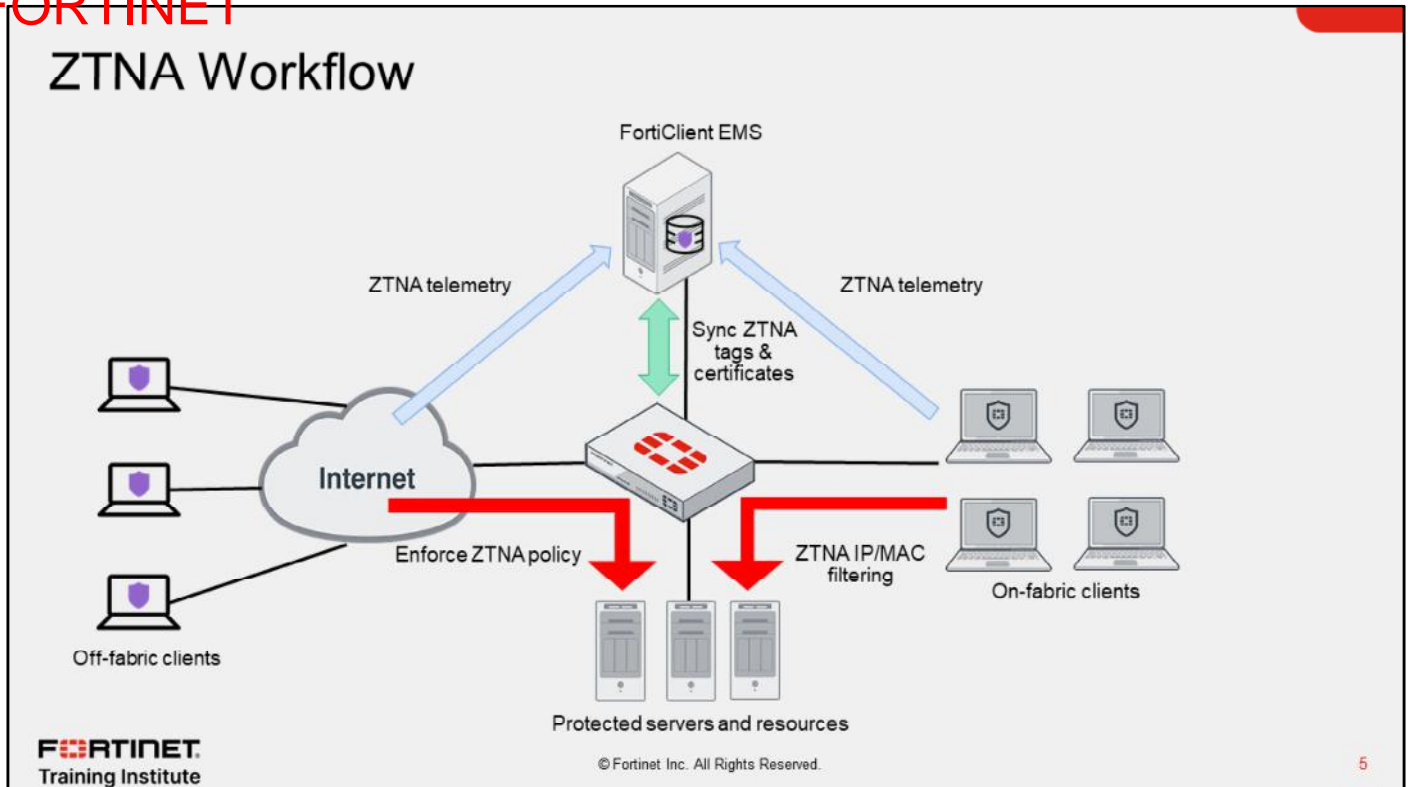 FORTINET
ZTNA Workflow
FortiClient EMS
ZTNA telemetry
ZTNA telemetry
Sync ZTNA
tags &
certificates
Internet
Enforce ZTNA policy
ZTNA IP/MAC
filtering
On-fabric clients
Off-fabric clients
Protected servers and resources
FORTINET
Training Institute
© Fortinet Inc. All Rights Reserved.
5